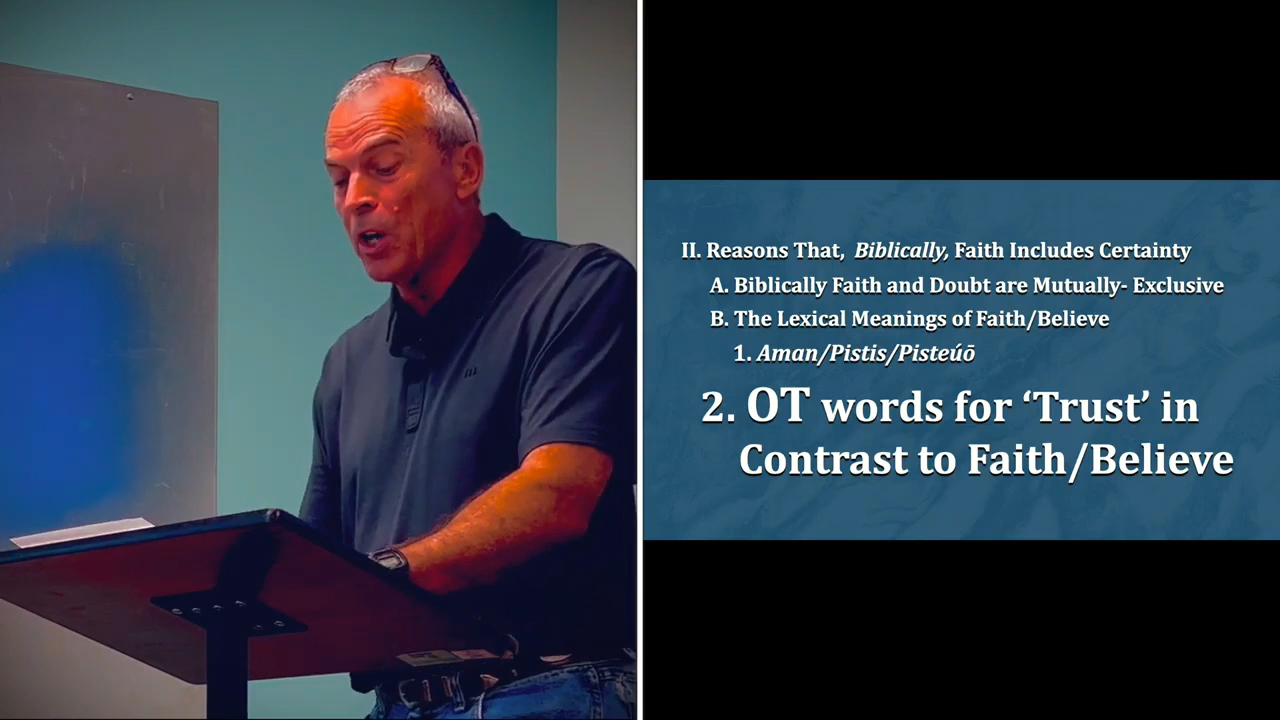 II. Reasons That, Biblically, Faith Includes Certainty
A. Biblically Faith and Doubt are Mutually- Exclusive
B. The Lexical Meanings of Faith/Believe
1. Aman/Pistis/Pisteúō
2. OT words for ‘Trust’ in
Contrast to Faith/Believe